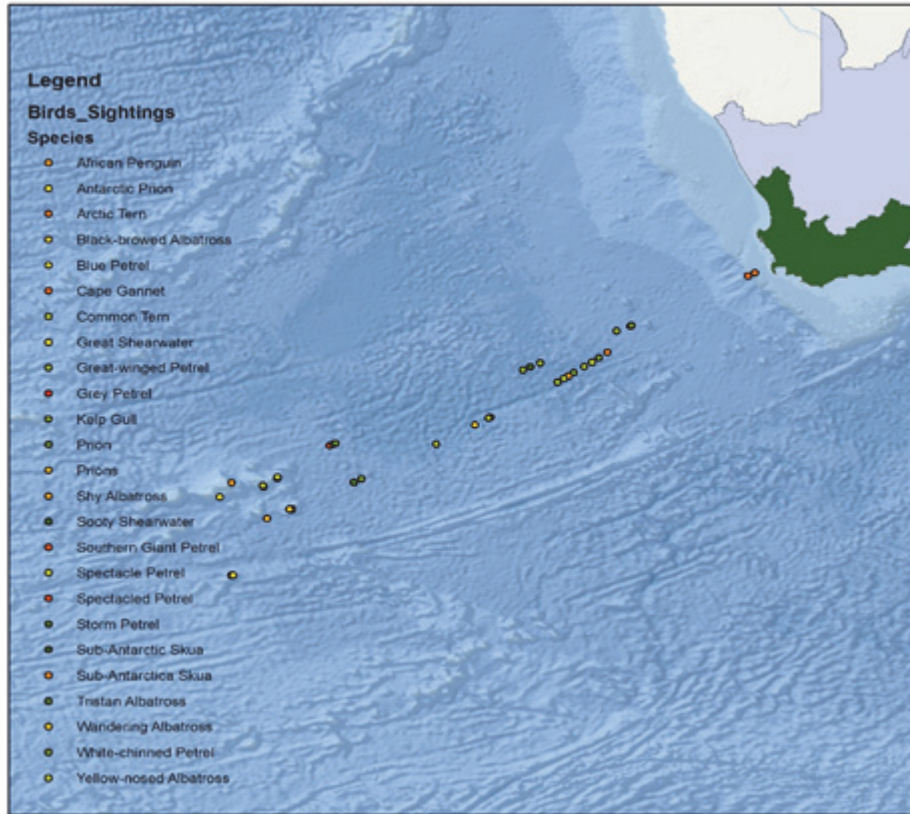 Legend
Birds_Sightings
Species
African Penguin
Antarctic Prion
Arctic Tern
Black-browed Albatross
Blue Petrel
Cape Gannet
Common Tern
Great Shearwater
Great-winged Petrel
Grey Petrel
Kelp Gull
Prion
Prions
Shy Albatross
Sooty Shearwater
Southern Giant Petrel
Spectacle Petrel
Spectacled Petrel
Storm Petrel
Sub-Antarctic Skua
Sub-Antarctica Skua
Tristan Albatross
Wandering Albatross
White-chinned Petrel
Yellow-nosed Albatross